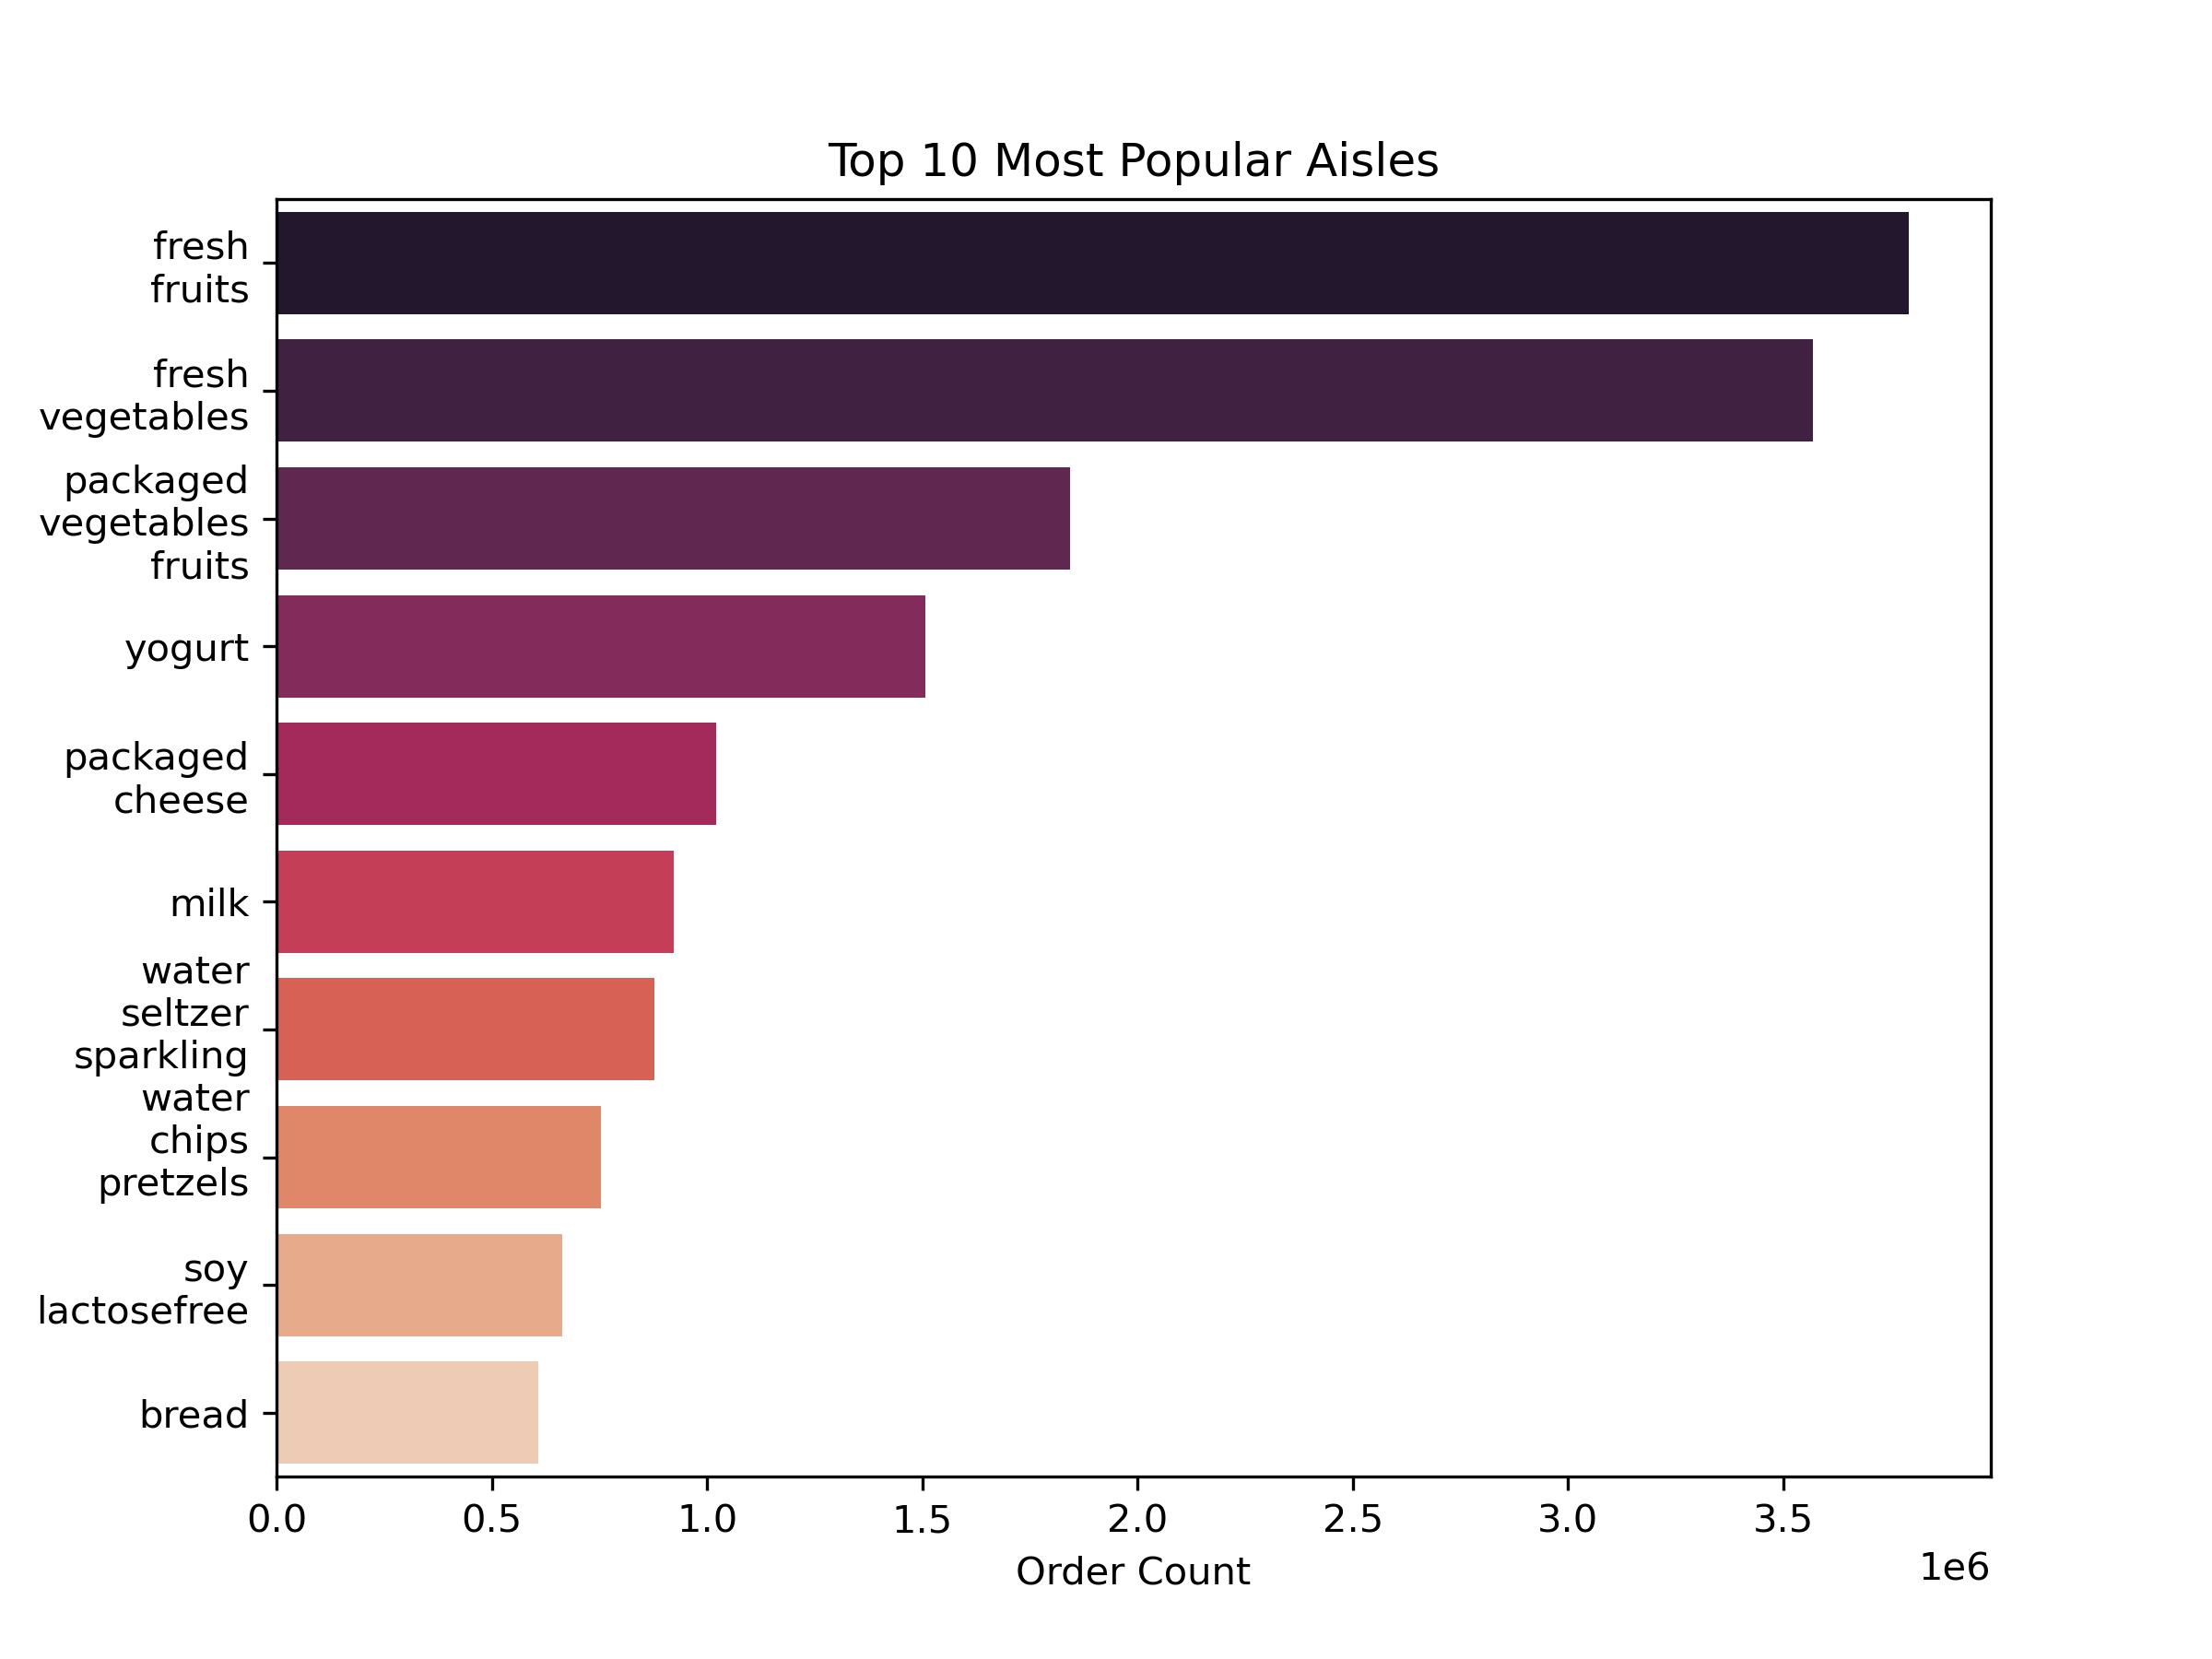 Top 10 Most Popular Aisles
fresh
fruits
fresh
vegetables
packaged
vegetables
fruits
yogurt
packaged
cheese
milk
water
seltzer
sparkling
water
chips
pretzels
soy
lactosefree
bread
0.0 0.5 1.0 1.5 2.0 2.5 3.0 3.5
Order Count
1e6